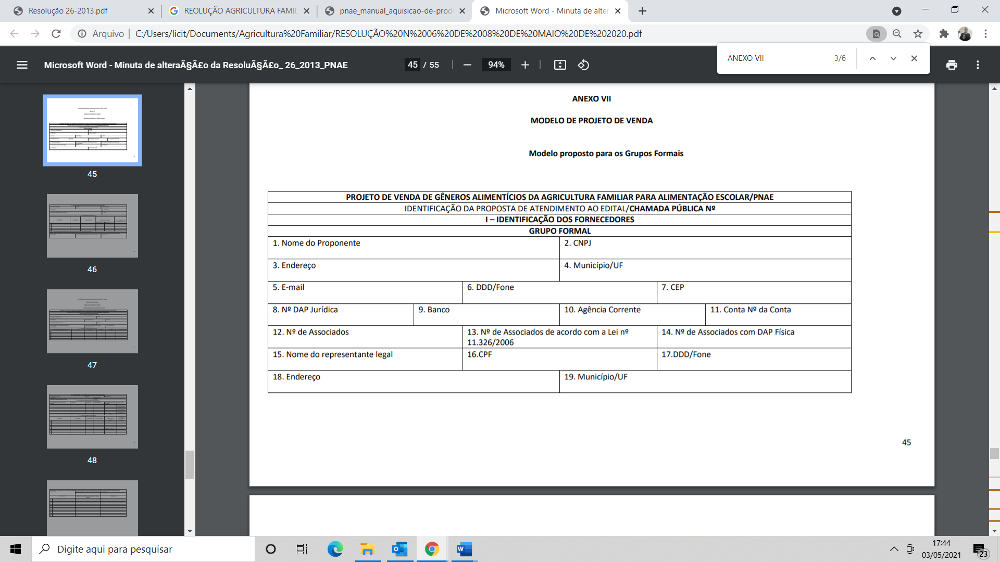 Resolução 26-2013.pdf
REOLUÇÃO AGRICULTURA FAMIL
pnae_manual_aquisicao-de-prod
Microsoft Word - Minuta de alter
Arquivo
C:/Users/licit/Documents/Agricultura%20Familiar/RESOLUÇÃO%20N%2006%20DE%2008%20DE%20MAIO%20DE%202020.pdf
ANEXO VII
3/6
Microsoft Word - Minuta de alteraÃ§Ã£o da ResoluÃ§Ã£o_ 26_2013_PNAE
45 / 55
94%
ANEXO VII
MODELO DE PROJETO DE VENDA
Modelo proposto para os Grupos Formais
PROJETO DE VENDA DE GÊNEROS ALIMENTÍCIOS DA AGRICULTURA FAMILIAR PARA ALIMENTAÇÃO ESCOLAR/PNAE
IDENTIFICAÇÃO DA PROPOSTA DE ATENDIMENTO AO EDITAL/CHAMADA PÚBLICA Nº
I – IDENTIFICAÇÃO DOS FORNECEDORES
GRUPO FORMAL
1. Nome do Proponente
2. CNPJ
3. Endereço
4. Município/UF
5. E-mail
6. DDD/Fone
7. CEP
8. Nº DAP Jurídica
9. Banco
10. Agência Corrente
11. Conta Nº da Conta
12. Nº de Associados
13. Nº de Associados de acordo com a Lei nº
11.326/2006
14. Nº de Associados com DAP Física
15. Nome do representante legal
16.CPF
17.DDD/Fone
18. Endereço
19. Município/UF
45
45
46
47
48
Digite aqui para pesquisar
17:44
03/05/2021
23